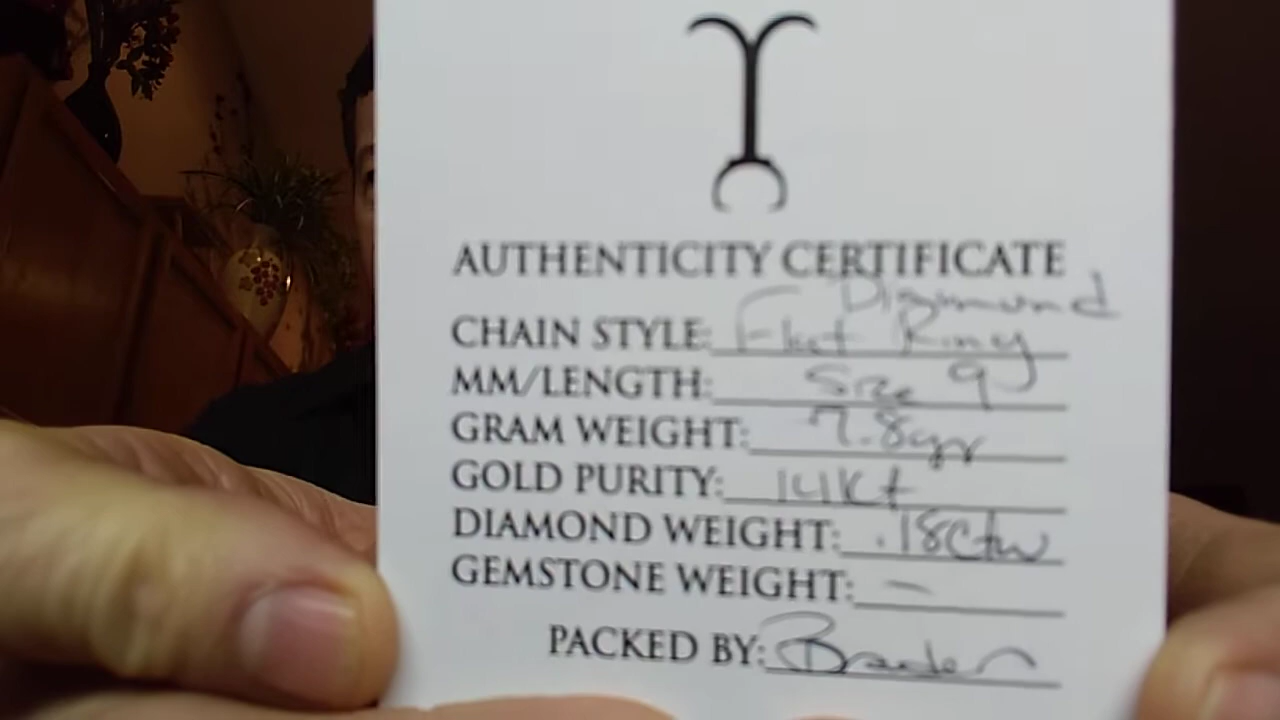 AUTHENTICITY CERTIFICATE
Diamond
CHAIN STYLE: Flat Ring
MM/LENGTH: Size 9
GRAM WEIGHT: 7.8gr
GOLD PURITY: 14kt
DIAMOND WEIGHT: .18ctw
GEMSTONE WEIGHT: —
PACKED BY: Braden